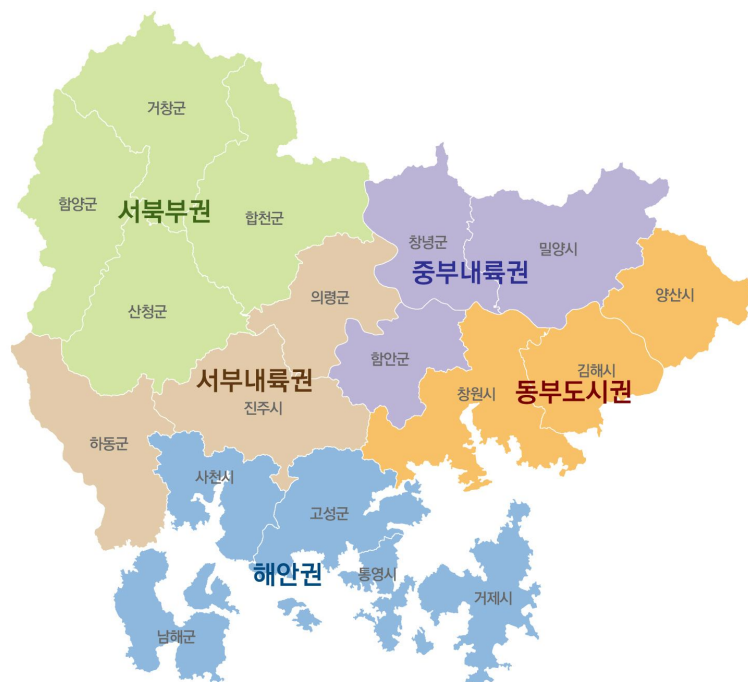 거창군
함양군
서북부권
합천군
산청군
창녕군
밀양시
중부내륙권
양산시
의령군
함안군
서부내륙권
진주시
창원시
김해시
동부도시권
하동군
사천시
고성군
해안권
통영시
거제시
남해군